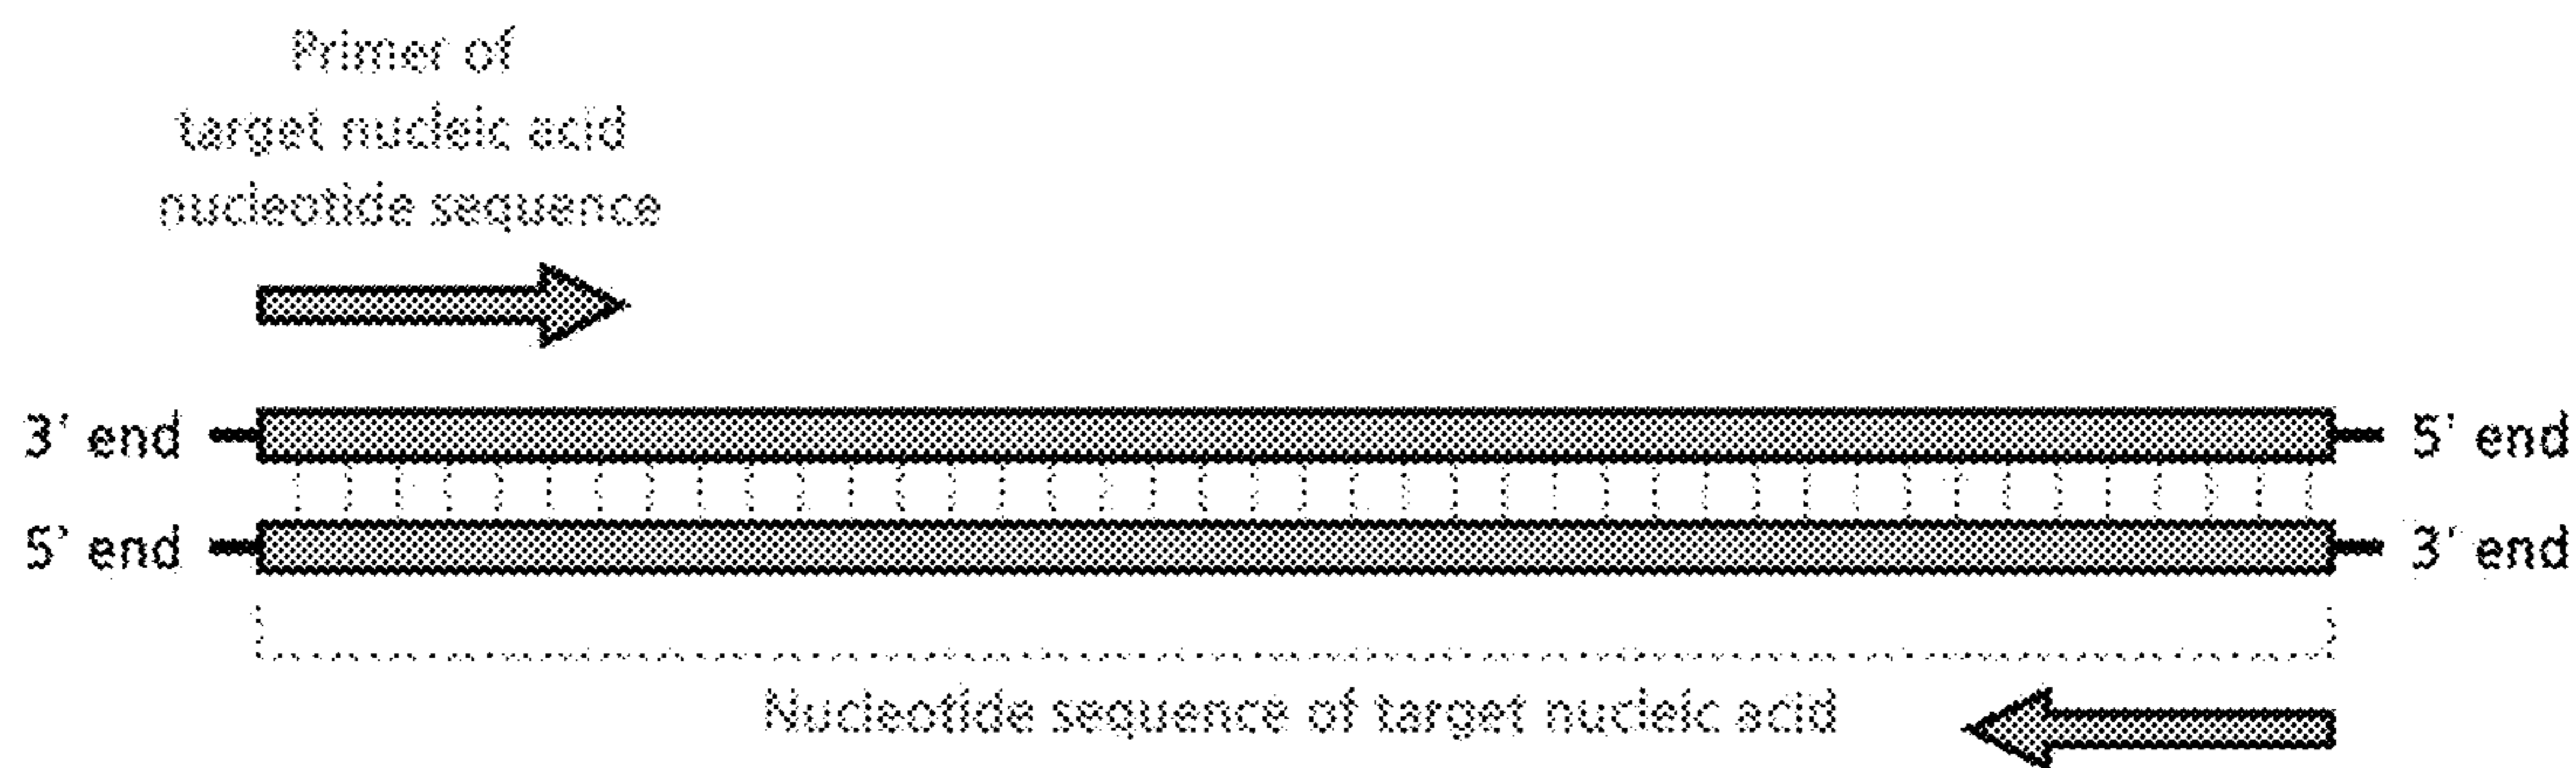 Primer of
target nucleic acid
nucleotide sequence
3' end 5' end
5' end 3' end
Nucleotide sequence of target nucleic acid